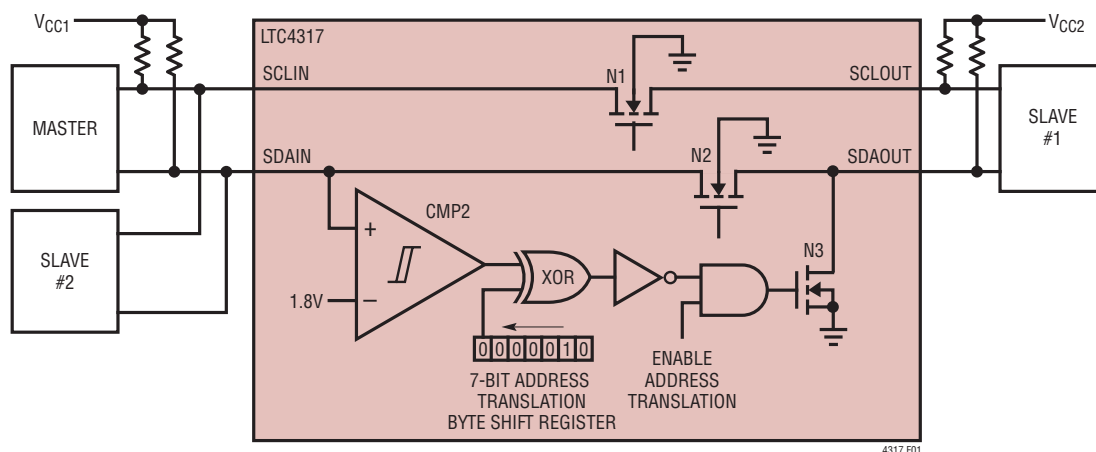 VCC1
VCC2
LTC4317
SCLIN
N1
SCLOUT
MASTER
SLAVE
#1
SDAIN
N2
SDAOUT
CMP2
+
XOR
N3
SLAVE
#2
1.8V
–
0000010
7-BIT ADDRESS
TRANSLATION
BYTE SHIFT REGISTER
ENABLE
ADDRESS
TRANSLATION
4317 F01